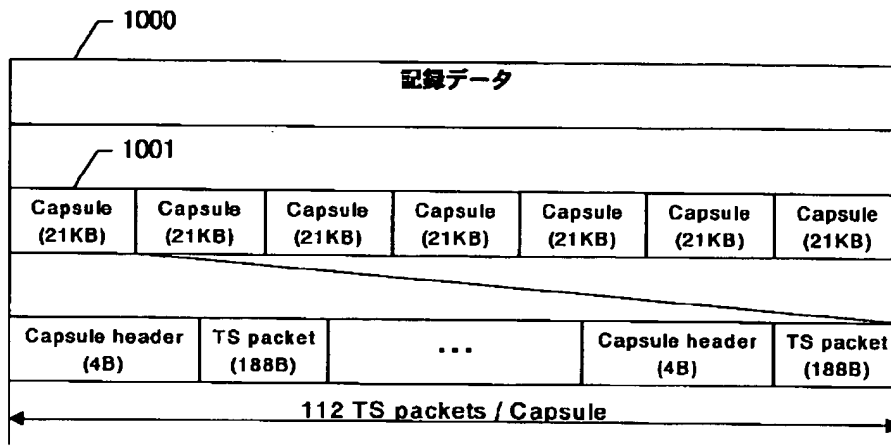 1000
記録データ
1001
Capsule Capsule Capsule Capsule Capsule Capsule Capsule
(21KB) (21KB) (21KB) (21KB) (21KB) (21KB) (21KB)
Capsule header TS packet ... Capsule header TS packet
(4B) (188B) (4B) (188B)
112 TS packets / Capsule